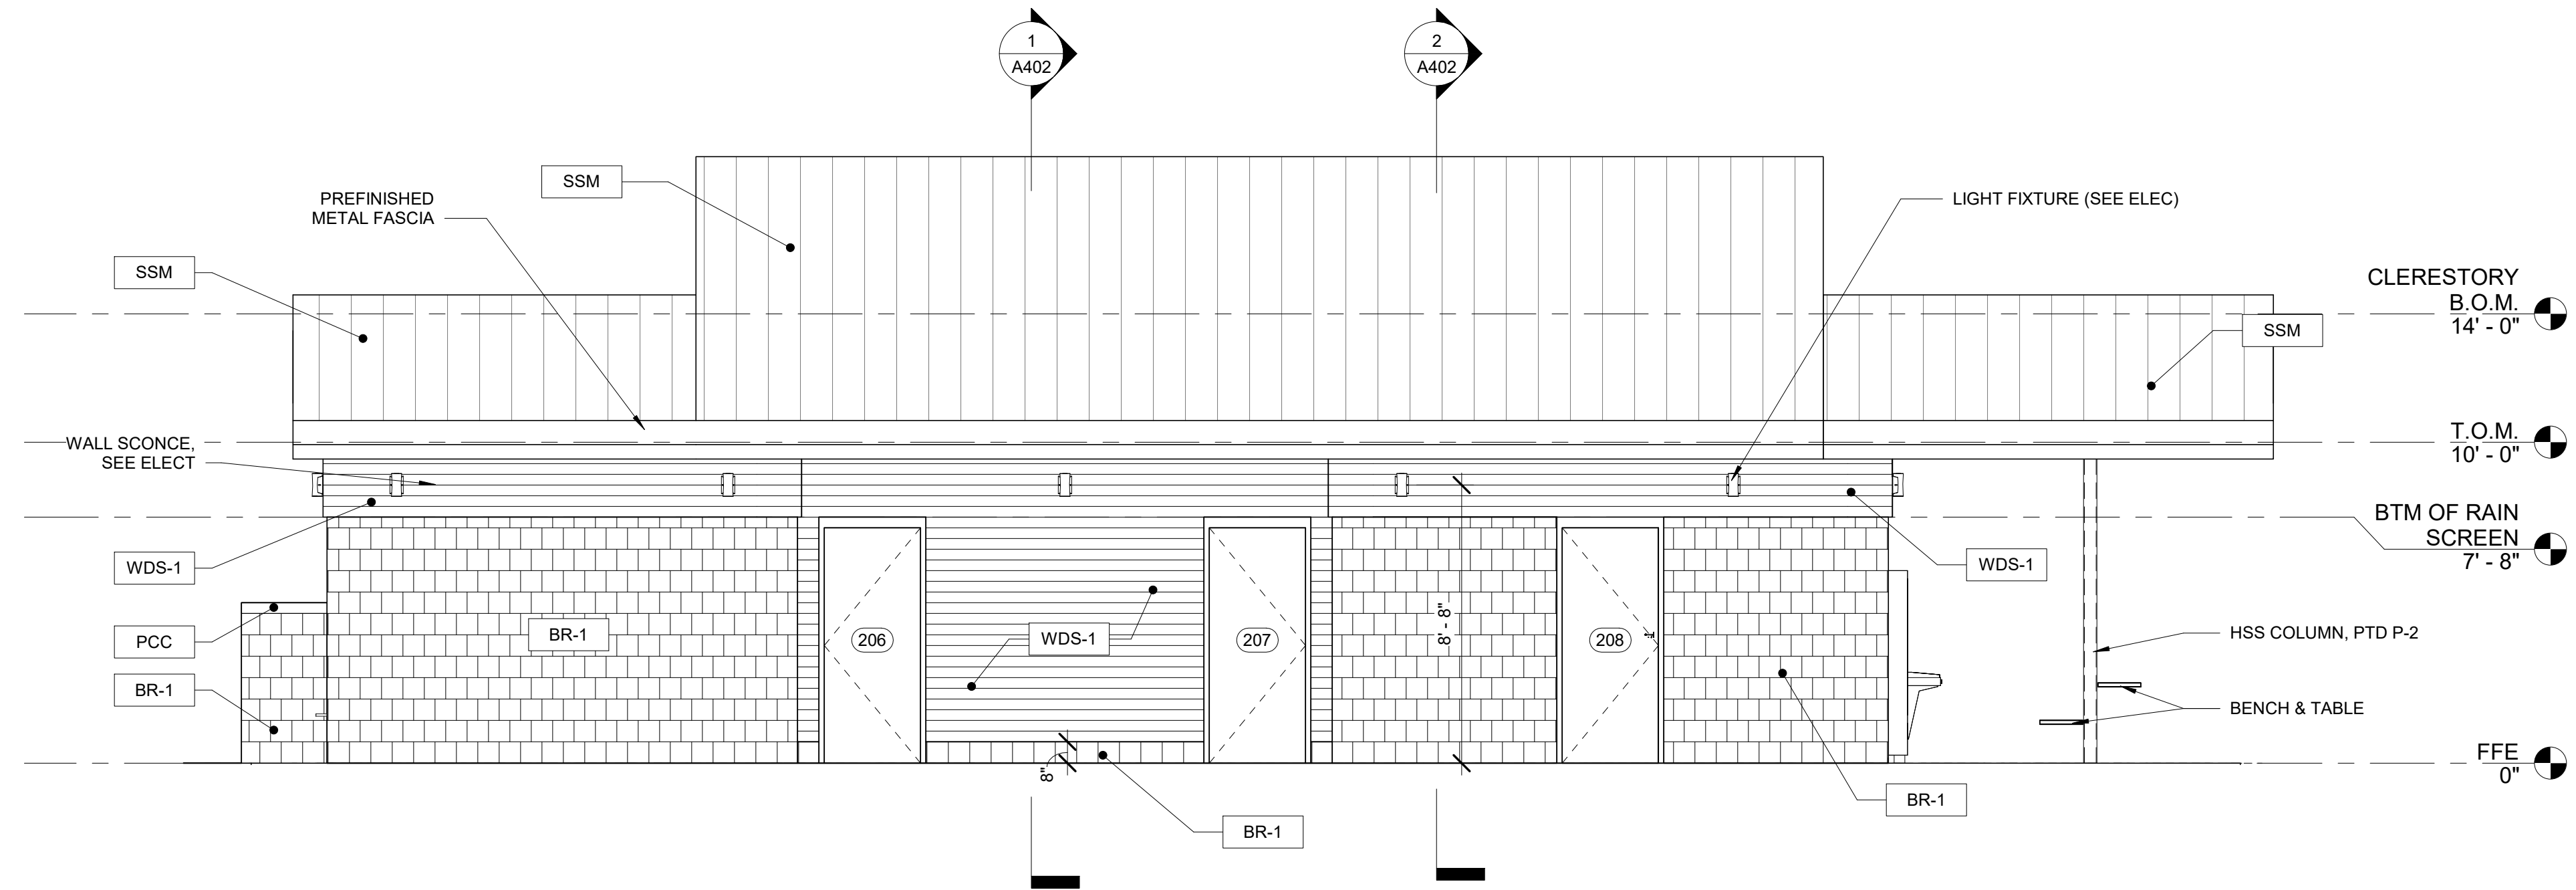 1
A402
2
A402
SSM
PREFINISHED
METAL FASCIA
LIGHT FIXTURE (SEE ELEC)
SSM
CLERESTORY
B.O.M.
14' - 0"
SSM
WALL SCONCE,
SEE ELECT
T.O.M.
10' - 0"
BTM OF RAIN
SCREEN
7' - 8"
WDS-1
WDS-1
PCC
BR-1
206
WDS-1
207
8' - 8"
208
HSS COLUMN, PTD P-2
BR-1
BENCH & TABLE
FFE
0"
8"
BR-1
BR-1